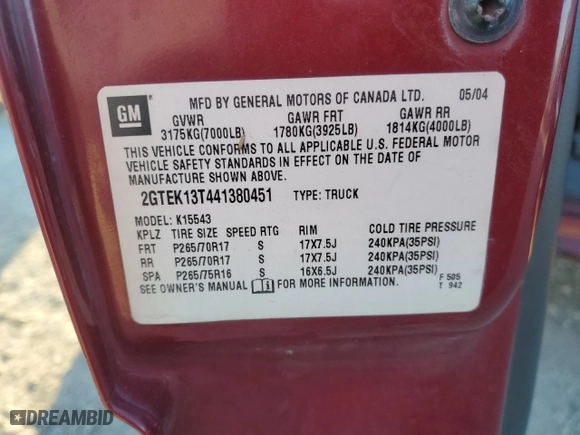 GM
MFD BY GENERAL MOTORS OF CANADA LTD. 05/04
GVWR GAWR FRT GAWR RR
3175KG(7000LB) 1780KG(3925LB) 1814KG(4000LB)
THIS VEHICLE CONFORMS TO ALL APPLICABLE U.S. FEDERAL MOTOR
VEHICLE SAFETY STANDARDS IN EFFECT ON THE DATE OF
MANUFACTURE SHOWN ABOVE.
2GTEK13T441380451 TYPE: TRUCK
MODEL: K15543
KPLZ TIRE SIZE SPEED RTG RIM COLD TIRE PRESSURE
FRT P265/70R17 S 17X7.5J 240KPA(35PSI)
RR P265/70R17 S 17X7.5J 240KPA(35PSI)
SPA P265/75R16 S 16X6.5J 240KPA(35PSI)
SEE OWNER'S MANUAL FOR MORE INFORMATION.
F 505
T 942
DREAMBID